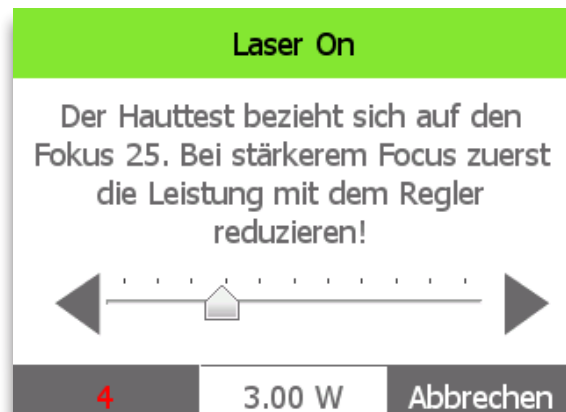 Laser On
Der Hauttest bezieht sich auf den
Fokus 25. Bei stärkerem Focus zuerst
die Leistung mit dem Regler
reduzieren!
4
3.00 W
Abbrechen